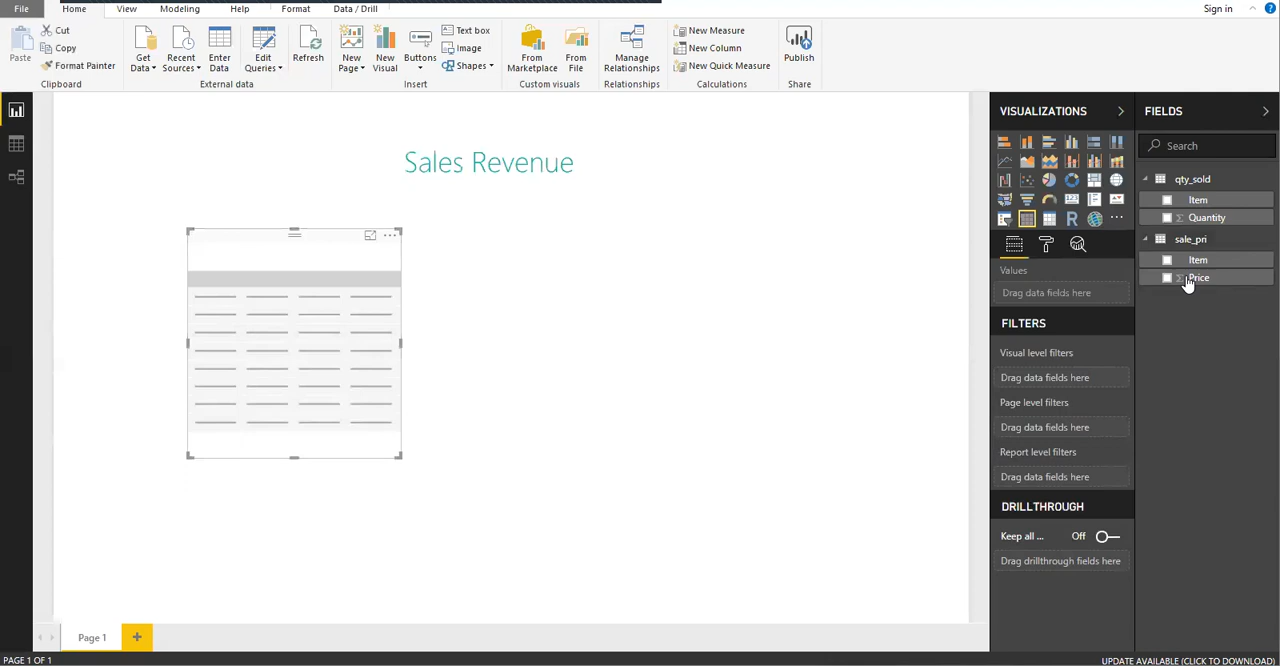 File Home View Modeling Help Format Data / Drill Sign in ?
Paste
Cut
Copy
Format Painter
Clipboard
Get
Data
Recent
Sources
Enter
Data
Edit
Queries
Refresh
External data
New
Page
New
Visual
Buttons
Text box
Image
Shapes
Insert
From
Marketplace
From
File
Custom visuals
Manage
Relationships
Relationships
New Measure
New Column
New Quick Measure
Calculations
Publish
Share
Sales Revenue
VISUALIZATIONS
R
Values
Drag data fields here
FILTERS
Visual level filters
Drag data fields here
Page level filters
Drag data fields here
Report level filters
Drag data fields here
DRILLTHROUGH
Keep all ... Off
Drag drillthrough fields here
FIELDS
Search
qty_sold
Item
Σ Quantity
sale_pri
Item
Σ Price
Page 1
+
PAGE 1 OF 1
UPDATE AVAILABLE (CLICK TO DOWNLOAD)